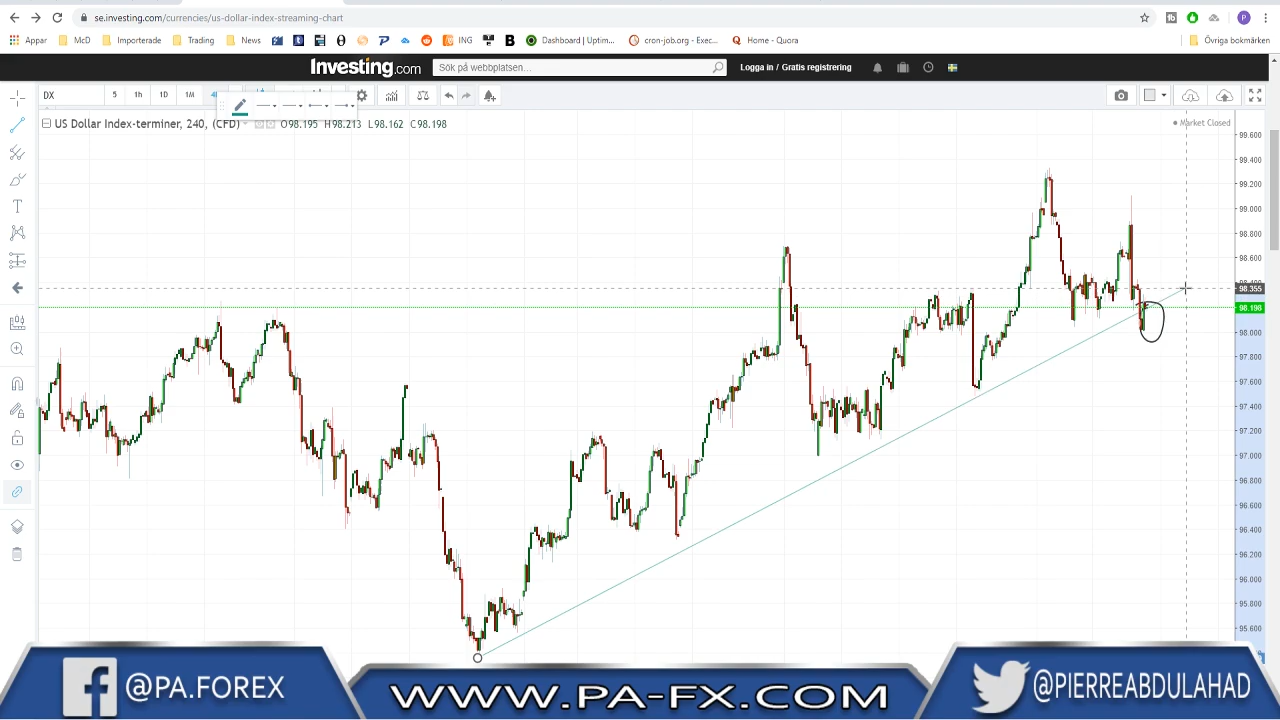 se.investing.com/currencies/us-dollar-index-streaming-chart
P
Appar
McD
Importerade
Trading
News
ING
Dashboard | Uptim...
cron-job.org - Exec...
Home - Quora
Övriga bokmärken
Investing.com
Sök på webbplatsen...
Logga in / Gratis registrering
DX
5
1h
1D
1M
US Dollar Index-terminer, 240, (CFD)
O98.195 H98.213 L98.162 C98.198
Market Closed
99.600
99.400
99.200
99.000
98.800
98.600
98.355
98.198
98.000
97.800
97.600
97.400
97.200
97.000
96.800
96.600
96.400
96.200
96.000
95.800
95.600
@PA.FOREX
WWW.PA-FX.COM
@PIERREABDULAHAD